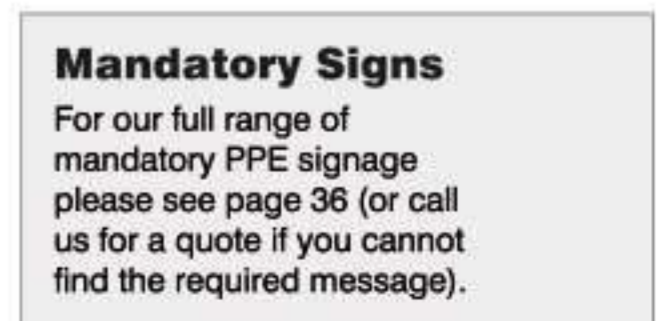 Mandatory Signs
For our full range of
mandatory PPE signage
please see page 36 (or call
us for a quote if you cannot
find the required message).